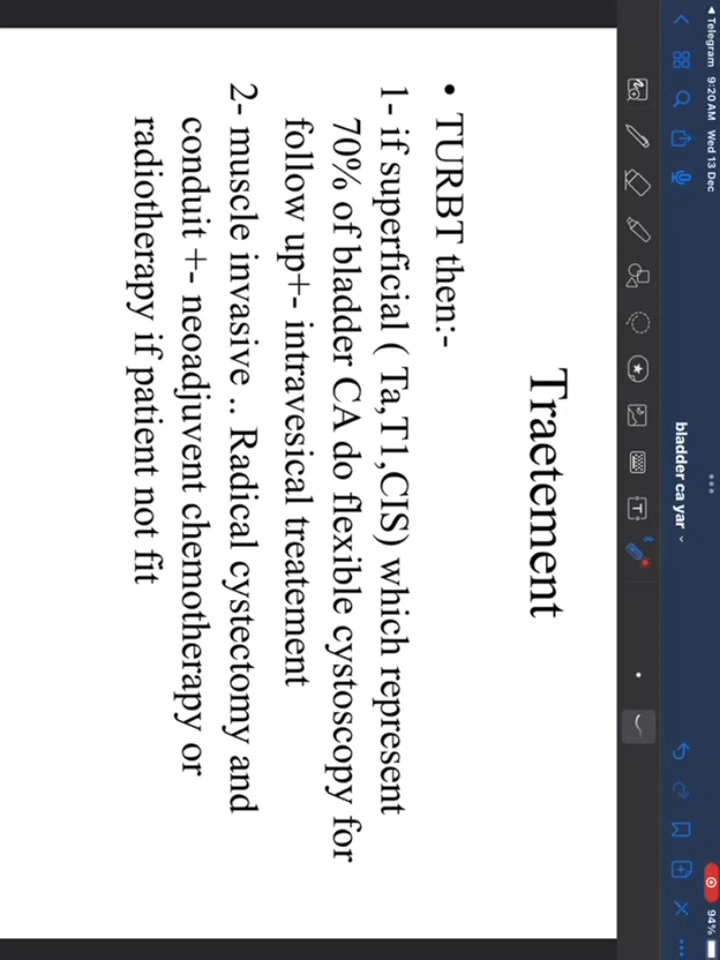 Telegram 9:20 AM Wed 13 Dec
94%
bladder ca yar
Traetement
• TURBT then:-
1- if superficial ( Ta,T1,CIS) which represent
70% of bladder CA do flexible cystoscopy for
follow up+- intravesical treatement
2- muscle invasive .. Radical cystectomy and
conduit +- neoadjuvent chemotherapy or
radiotherapy if patient not fit